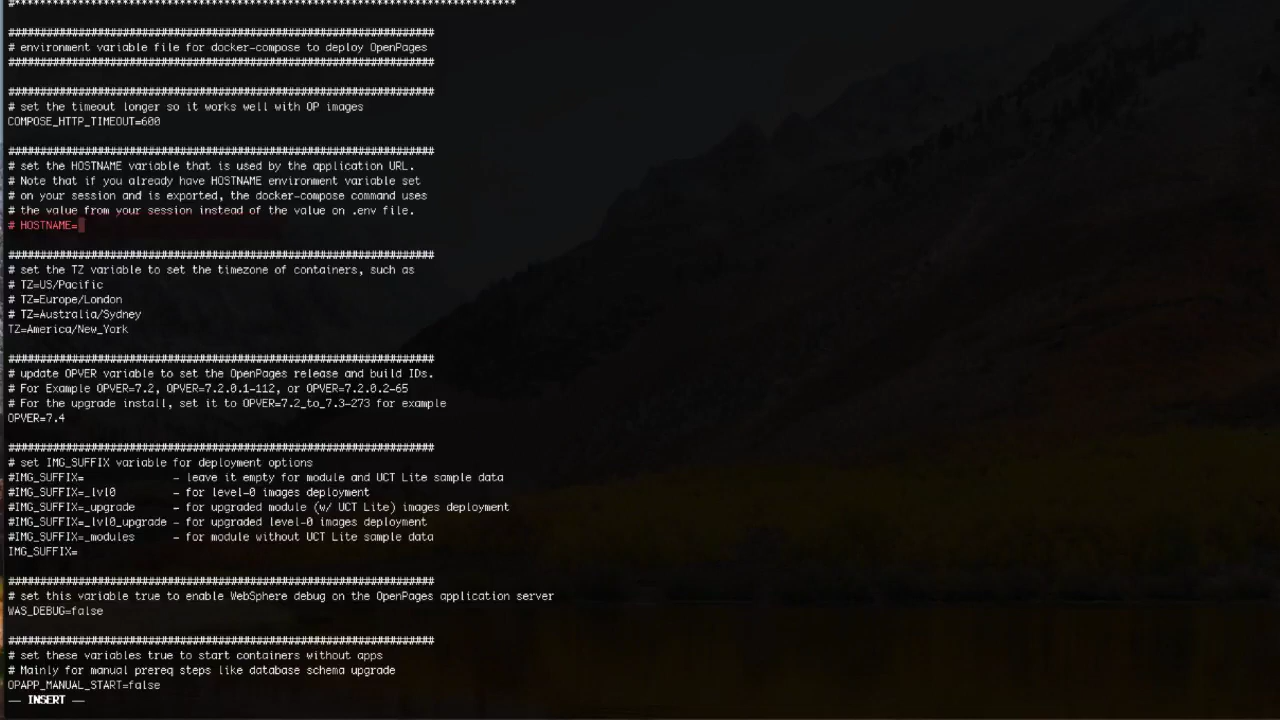 ######################################################################
# environment variable file for docker-compose to deploy OpenPages
######################################################################
######################################################################
# set the timeout longer so it works well with OP images
COMPOSE_HTTP_TIMEOUT=600
######################################################################
# set the HOSTNAME variable that is used by the application URL.
# Note that if you already have HOSTNAME environment variable set
# on your session and is exported, the docker-compose command uses
# the value from your session instead of the value on .env file.
# HOSTNAME=
######################################################################
# set the TZ variable to set the timezone of containers, such as
# TZ=US/Pacific
# TZ=Europe/London
# TZ=Australia/Sydney
TZ=America/New_York
######################################################################
# update OPVER variable to set the OpenPages release and build IDs.
# For Example OPVER=7.2, OPVER=7.2.0.1-112, or OPVER=7.2.0.2-65
# For the upgrade install, set it to OPVER=7.2_to_7.3-273 for example
OPVER=7.4
######################################################################
# set IMG_SUFFIX variable for deployment options
#IMG_SUFFIX= - leave it empty for module and UCT Lite sample data
#IMG_SUFFIX=_lvl0 - for level-0 images deployment
#IMG_SUFFIX=_upgrade - for upgraded module (w/ UCT Lite) images deployment
#IMG_SUFFIX=_lvl0_upgrade - for upgraded level-0 images deployment
#IMG_SUFFIX=_modules - for module without UCT Lite sample data
IMG_SUFFIX=
######################################################################
# set this variable true to enable WebSphere debug on the OpenPages application server
WAS_DEBUG=false
######################################################################
# set these variables true to start containers without apps
# Mainly for manual prereq steps like database schema upgrade
OPAPP_MANUAL_START=false
-- INSERT --